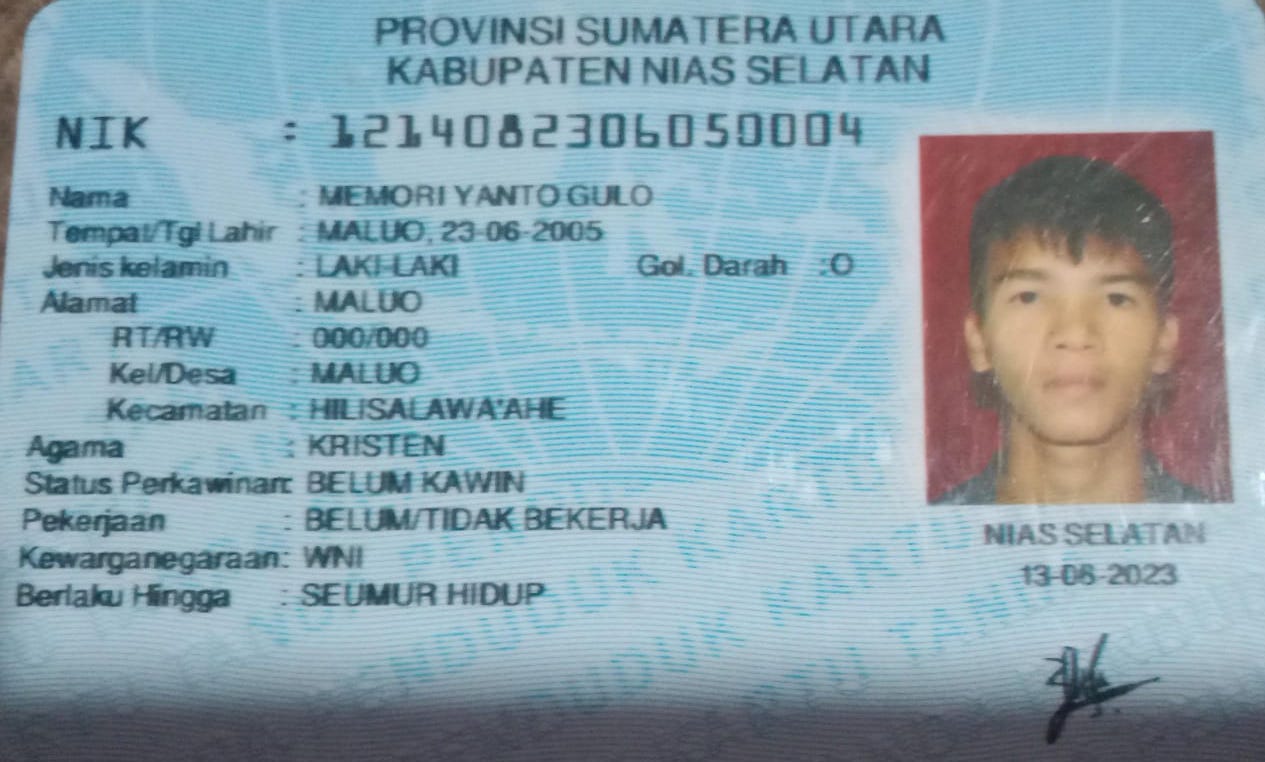 PROVINSI SUMATERA UTARA
KABUPATEN NIAS SELATAN
NIK : 1214082306050004
Nama : MEMORI YANTO GULO
Tempat/Tgl Lahir : MALUO, 23-06-2005
Jenis kelamin : LAKI-LAKI Gol. Darah :O
Alamat : MALUO
RT/RW : 000/000
Kel/Desa : MALUO
Kecamatan : HILISALAWA'AHE
Agama : KRISTEN
Status Perkawinan: BELUM KAWIN
Pekerjaan : BELUM/TIDAK BEKERJA
Kewarganegaraan: WNI
Berlaku Hingga : SEUMUR HIDUP
NIAS SELATAN
13-06-2023